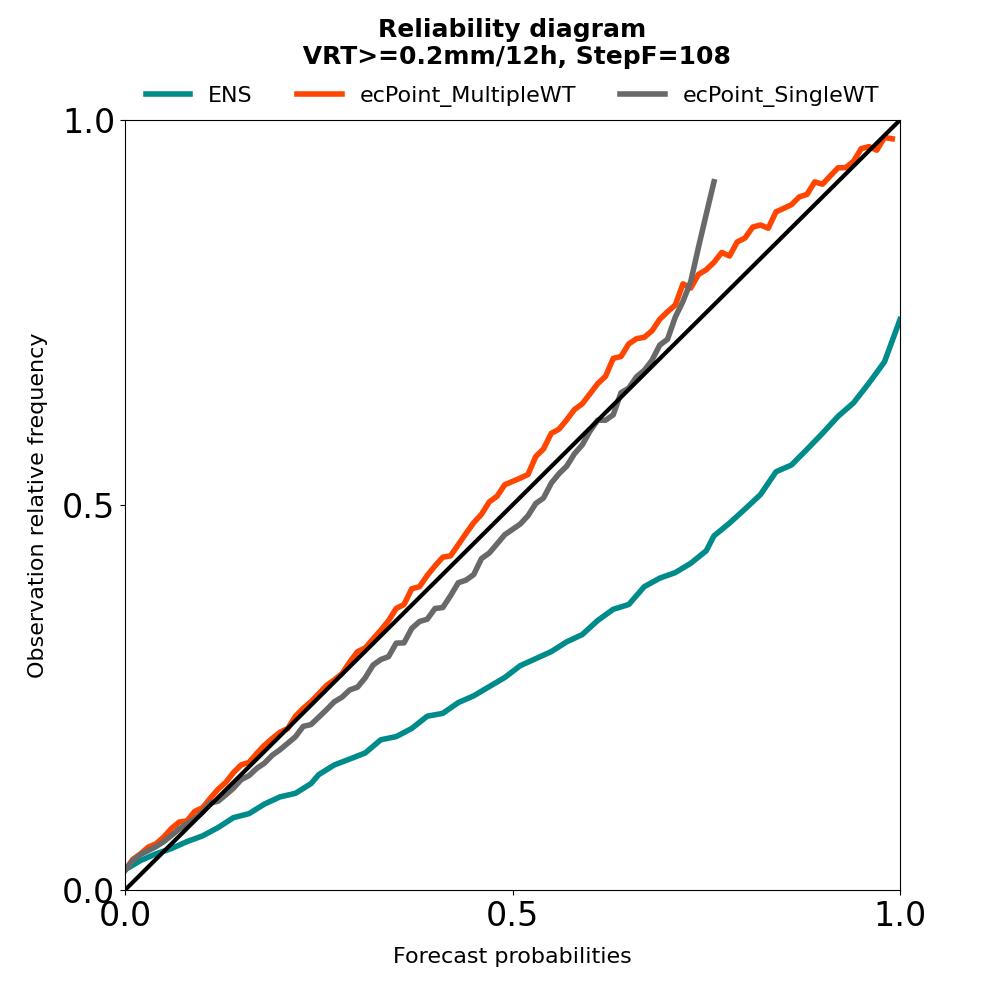 Reliability diagram
VRT>=0.2mm/12h, StepF=108
ENS ecPoint_MultipleWT ecPoint_SingleWT
1.0
Observation relative frequency
0.5
0.0
0.0 0.5 1.0
Forecast probabilities